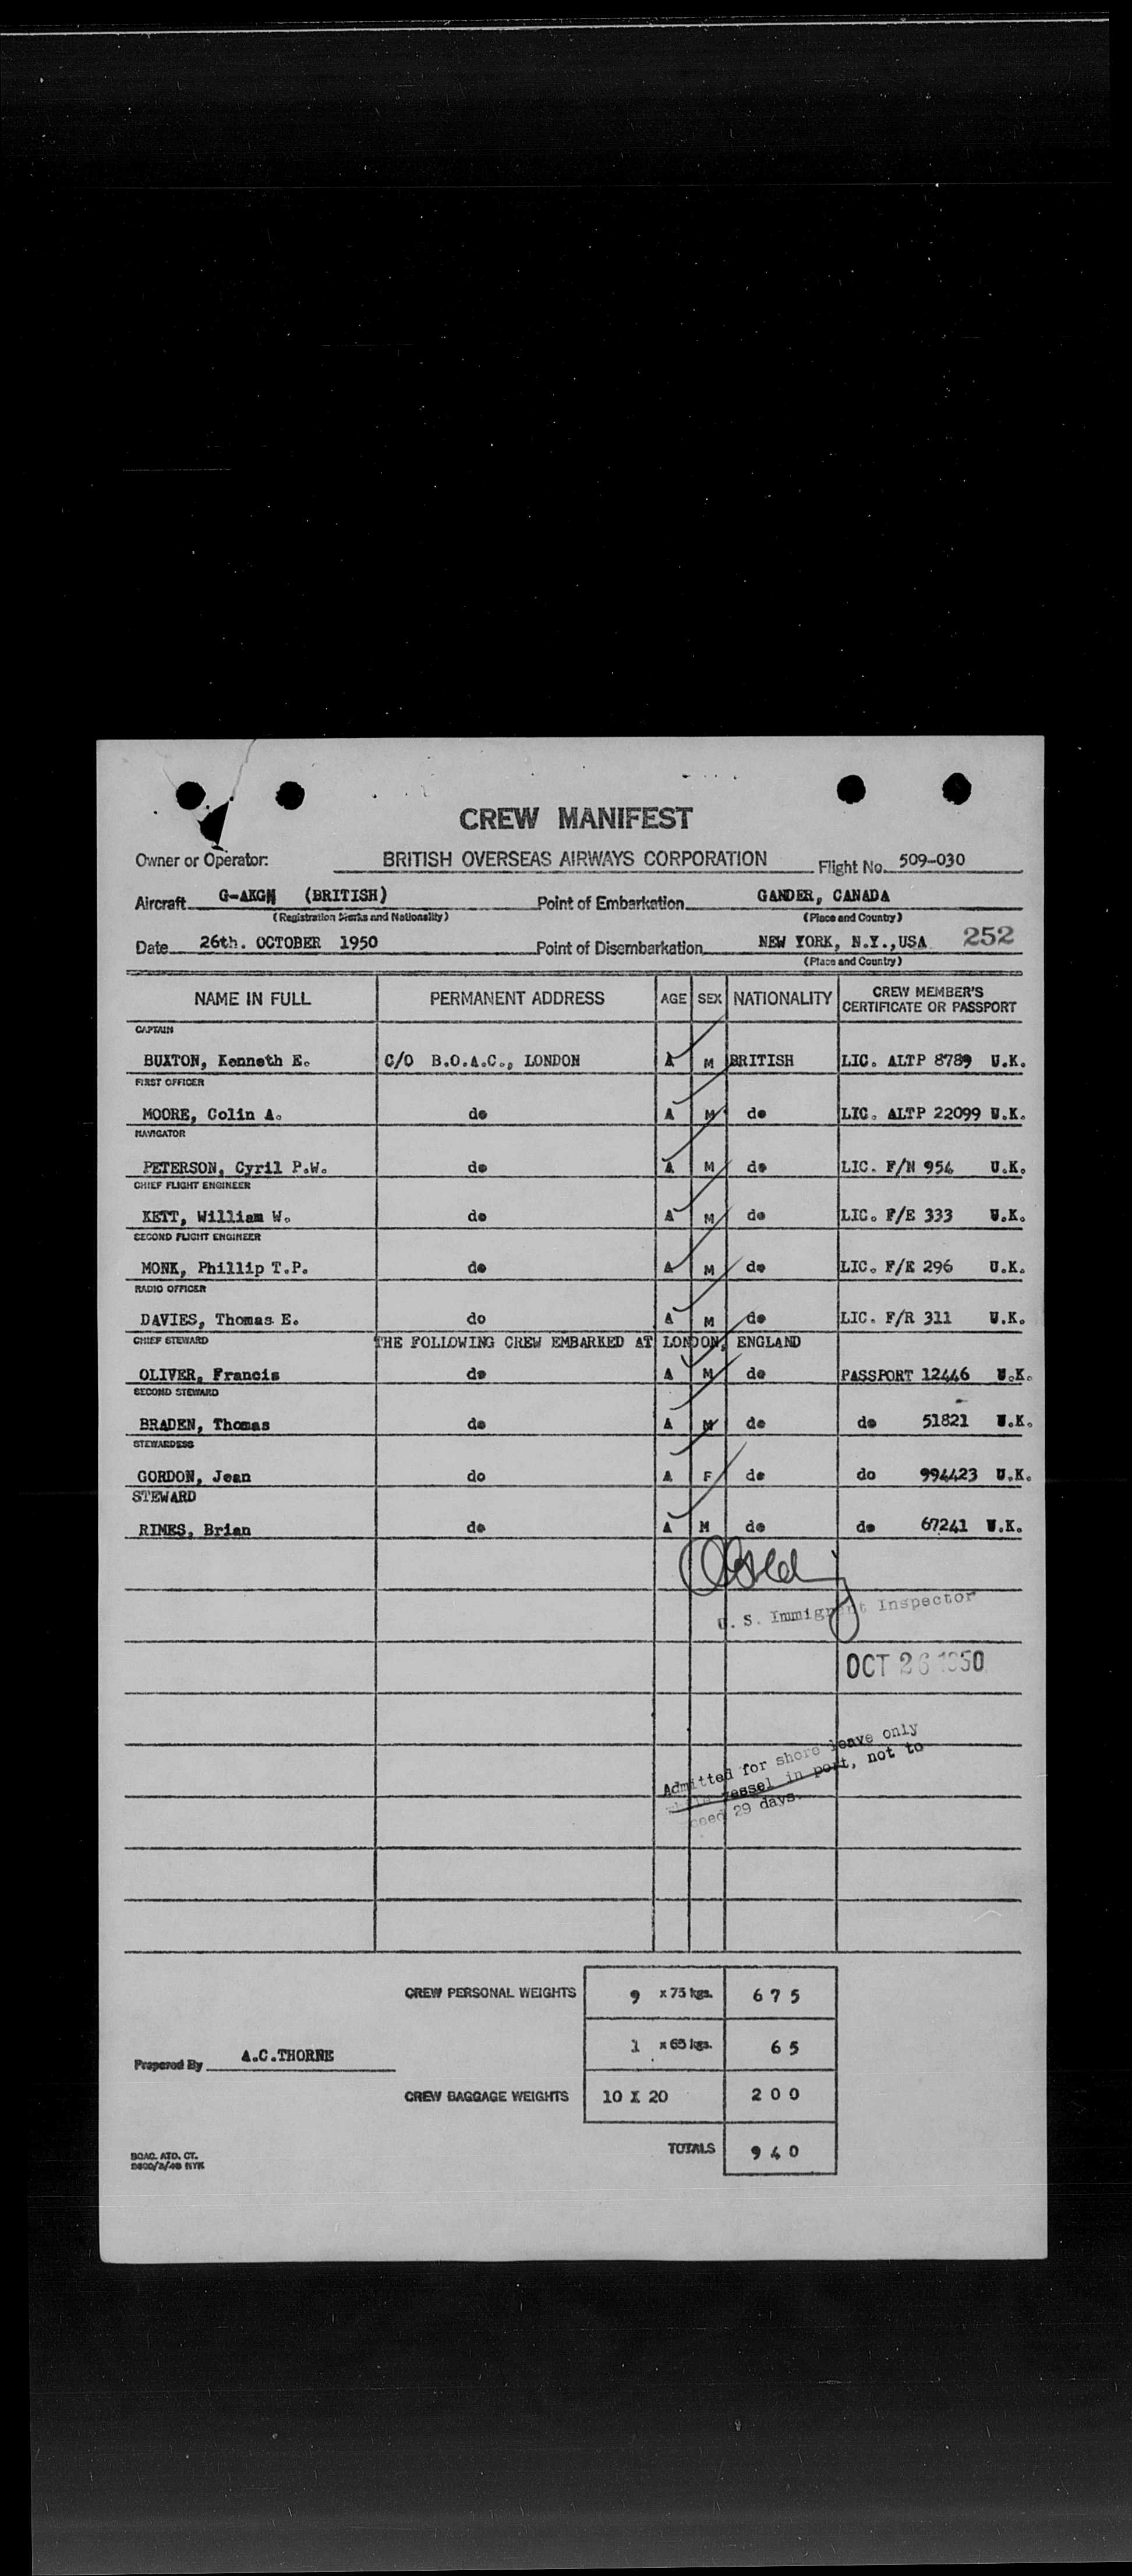 CREW MANIFEST
Owner or Operator: BRITISH OVERSEAS AIRWAYS CORPORATION Flight No. 509-030
Aircraft G-AKGM (BRITISH) Point of Embarkation GANDER, CANADA
(Registration Marks and Nationality) (Place and Country)
Date 26th. OCTOBER 1950 Point of Disembarkation NEW YORK, N.Y.,USA 252
(Place and Country)
NAME IN FULL PERMANENT ADDRESS AGE SEX NATIONALITY CREW MEMBER'S CERTIFICATE OR PASSPORT
CAPTAIN
BUXTON, Kenneth E. C/O B.O.A.C., LONDON A M BRITISH LIC. ALTP 8789 U.K.
FIRST OFFICER
MOORE, Colin A. do A M do LIC. ALTP 22099 U.K.
NAVIGATOR
PETERSON, Cyril P.W. do A M do LIC. F/N 954 U.K.
CHIEF FLIGHT ENGINEER
KETT, William W. do A M do LIC. F/E 333 U.K.
SECOND FLIGHT ENGINEER
MONK, Phillip T.P. do A M do LIC. F/E 296 U.K.
RADIO OFFICER
DAVIES, Thomas E. do A M do LIC. F/R 311 U.K.
CHIEF STEWARD THE FOLLOWING CREW EMBARKED AT LONDON, ENGLAND
OLIVER, Francis do A M do PASSPORT 12446 U.K.
SECOND STEWARD
BRADEN, Thomas do A M do do 51821 U.K.
STEWARDESS
GORDON, Jean do A F do do 994423 U.K.
STEWARD
RIMES, Brian do A M do do 67241 U.K.
U. S. Immigrant Inspector
OCT 26 1950
Admitted for shore leave only
while vessel in port, not to
ceed 29 days.
CREW PERSONAL WEIGHTS 9 x 75 kgs. 675
1 x 65 kgs. 65
Prepared By A.C.THORNE
CREW BAGGAGE WEIGHTS 10 X 20 200
TOTALS 940
BOAC. ATD. CT.